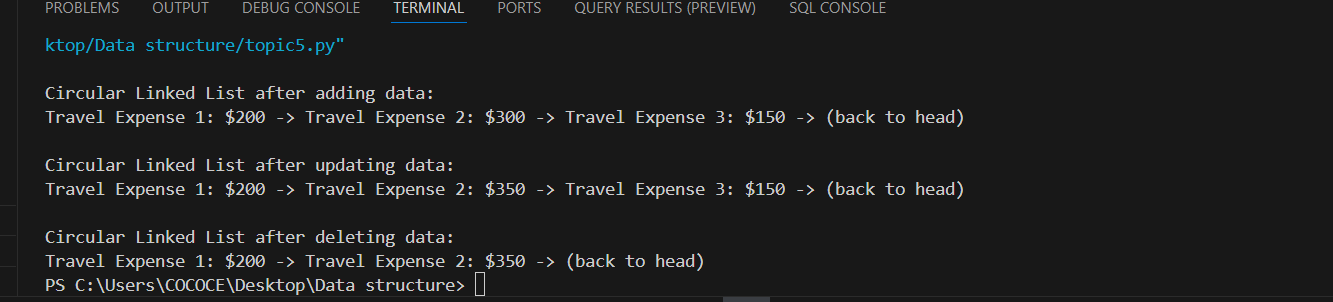 PROBLEMS OUTPUT DEBUG CONSOLE TERMINAL PORTS QUERY RESULTS (PREVIEW) SQL CONSOLE
ktop/Data structure/topic5.py"
Circular Linked List after adding data:
Travel Expense 1: $200 -> Travel Expense 2: $300 -> Travel Expense 3: $150 -> (back to head)
Circular Linked List after updating data:
Travel Expense 1: $200 -> Travel Expense 2: $350 -> Travel Expense 3: $150 -> (back to head)
Circular Linked List after deleting data:
Travel Expense 1: $200 -> Travel Expense 2: $350 -> (back to head)
PS C:\Users\COCOCE\Desktop\Data structure>